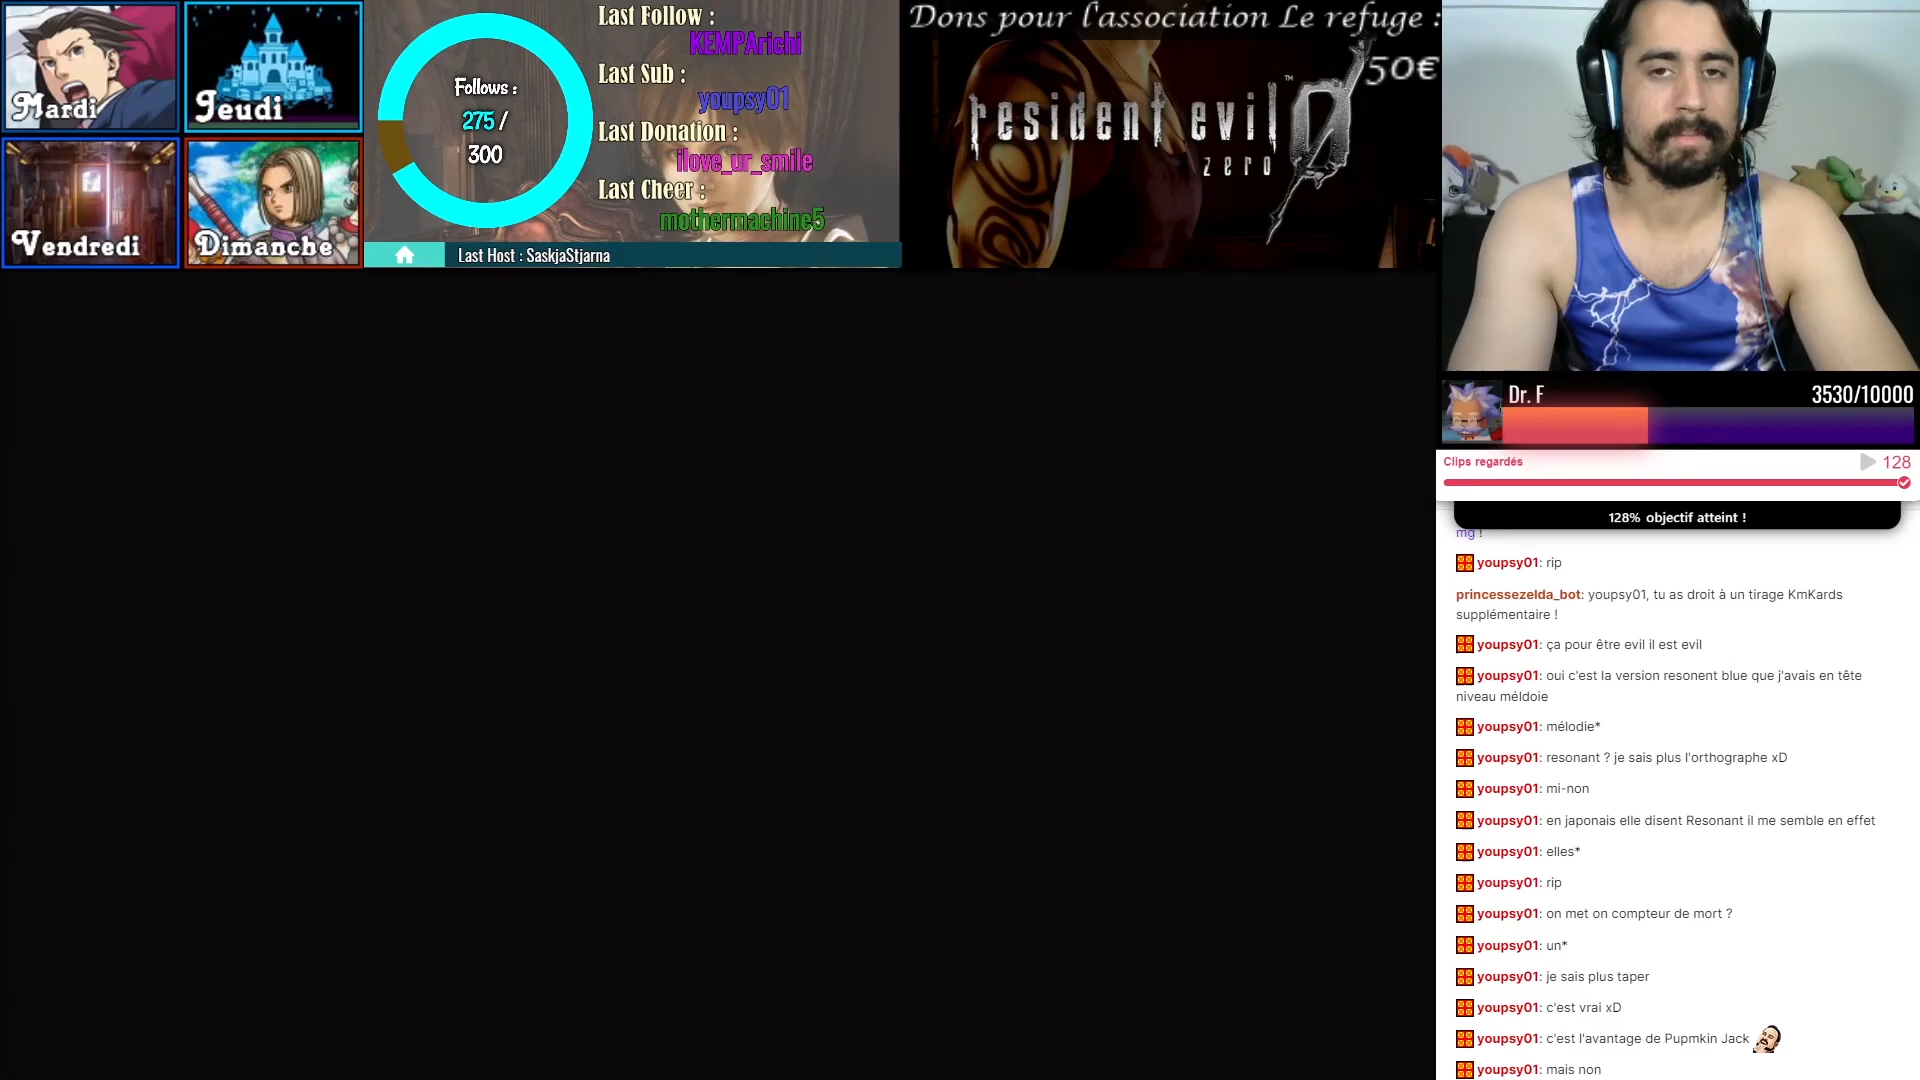 Mardi
Jeudi
Vendredi
Dimanche
Follows :
275 /
300
Last Follow :
KEMPArichi
Last Sub :
youpsy01
Last Donation :
ilove_ur_smile
Last Cheer :
mothermachine5
Last Host : SaskjaStjarna
Dons pour l'association Le refuge :
50€
resident evil 0
™
zero
Dr. F
3530/10000
Clips regardés
128
128% objectif atteint !
mg !
youpsy01: rip
princessezelda_bot: youpsy01, tu as droit à un tirage KmKards
supplémentaire !
youpsy01: ça pour être evil il est evil
youpsy01: oui c'est la version resonent blue que j'avais en tête
niveau méldoie
youpsy01: mélodie*
youpsy01: resonant ? je sais plus l'orthographe xD
youpsy01: mi-non
youpsy01: en japonais elle disent Resonant il me semble en effet
youpsy01: elles*
youpsy01: rip
youpsy01: on met on compteur de mort ?
youpsy01: un*
youpsy01: je sais plus taper
youpsy01: c'est vrai xD
youpsy01: c'est l'avantage de Pupmkin Jack
youpsy01: mais non